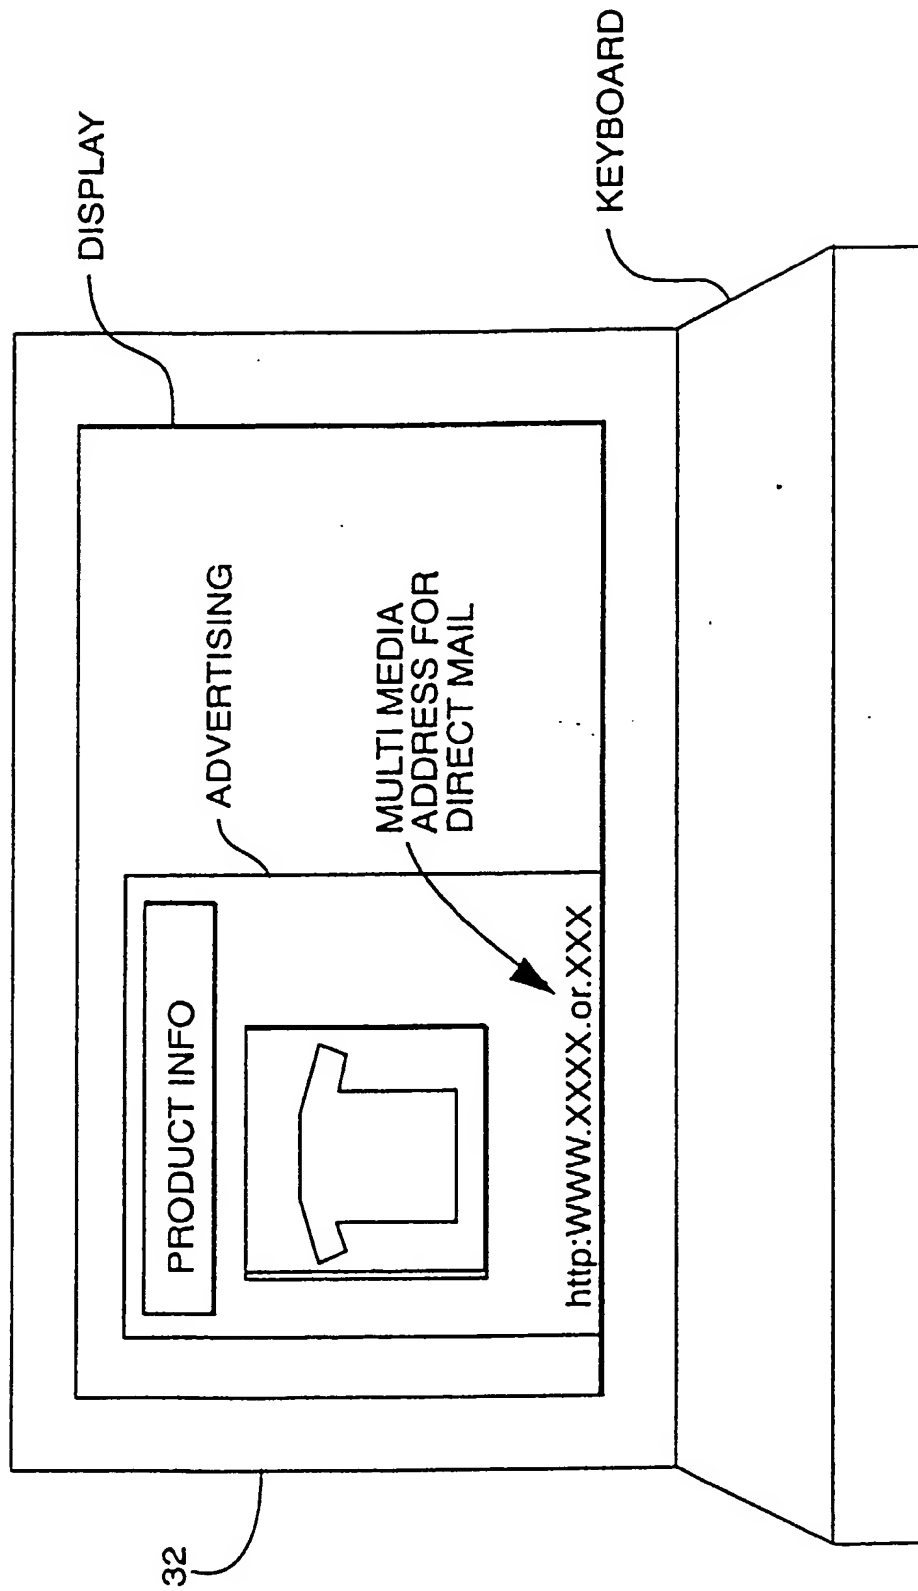 32
DISPLAY
ADVERTISING
PRODUCT INFO
MULTI MEDIA
ADDRESS FOR
DIRECT MAIL
http:WWW.XXXX.or.XXX
KEYBOARD